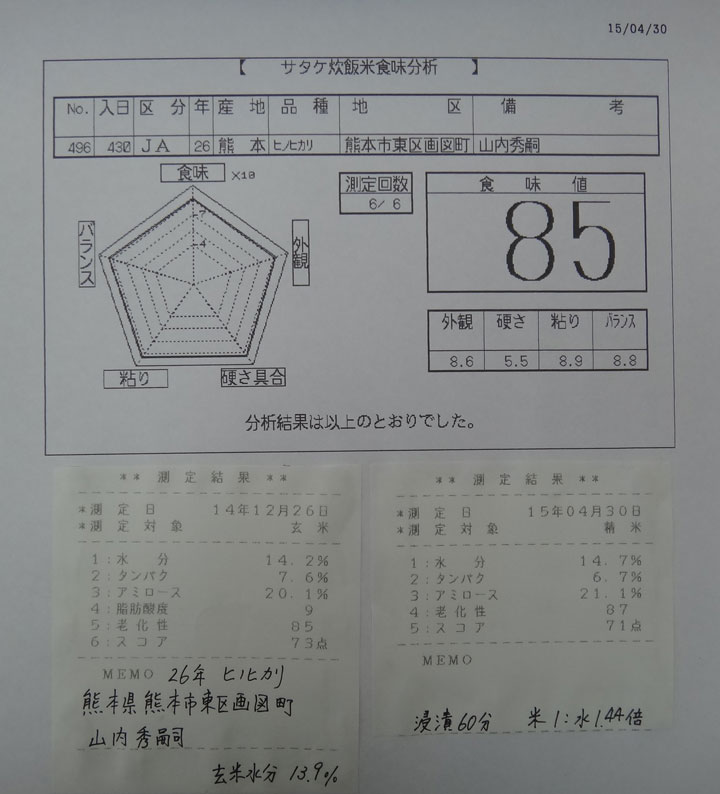 15/04/30
【 サタケ炊飯米食味分析 】
No. 入日 区分 年 産地 品種 地区 備考
496 430 JA 26 熊本 ヒノヒカリ 熊本市東区画図町 山内秀嗣
食味 ×10
7
4
バランス
外観
粘り
硬さ具合
測定回数
6/ 6
食味値
85
外観 硬さ 粘り バランス
8.6 5.5 8.9 8.8
分析結果は以上のとおりでした。
** 測定結果 **
*測定日 14年12月26日
*測定対象 玄米
1:水分 14.2%
2:タンパク 7.6%
3:アミロース 20.1%
4:脂肪酸度 9
5:老化性 85
6:スコア 73点
MEMO 26年 ヒノヒカリ
熊本県熊本市東区画図町
山内秀嗣
玄米水分 13.9%
** 測定結果 **
*測定日 15年04月30日
*測定対象 精米
1:水分 14.7%
2:タンパク 6.7%
3:アミロース 21.1%
4:老化性 87
5:スコア 71点
MEMO
浸漬60分 米1:水1.44倍